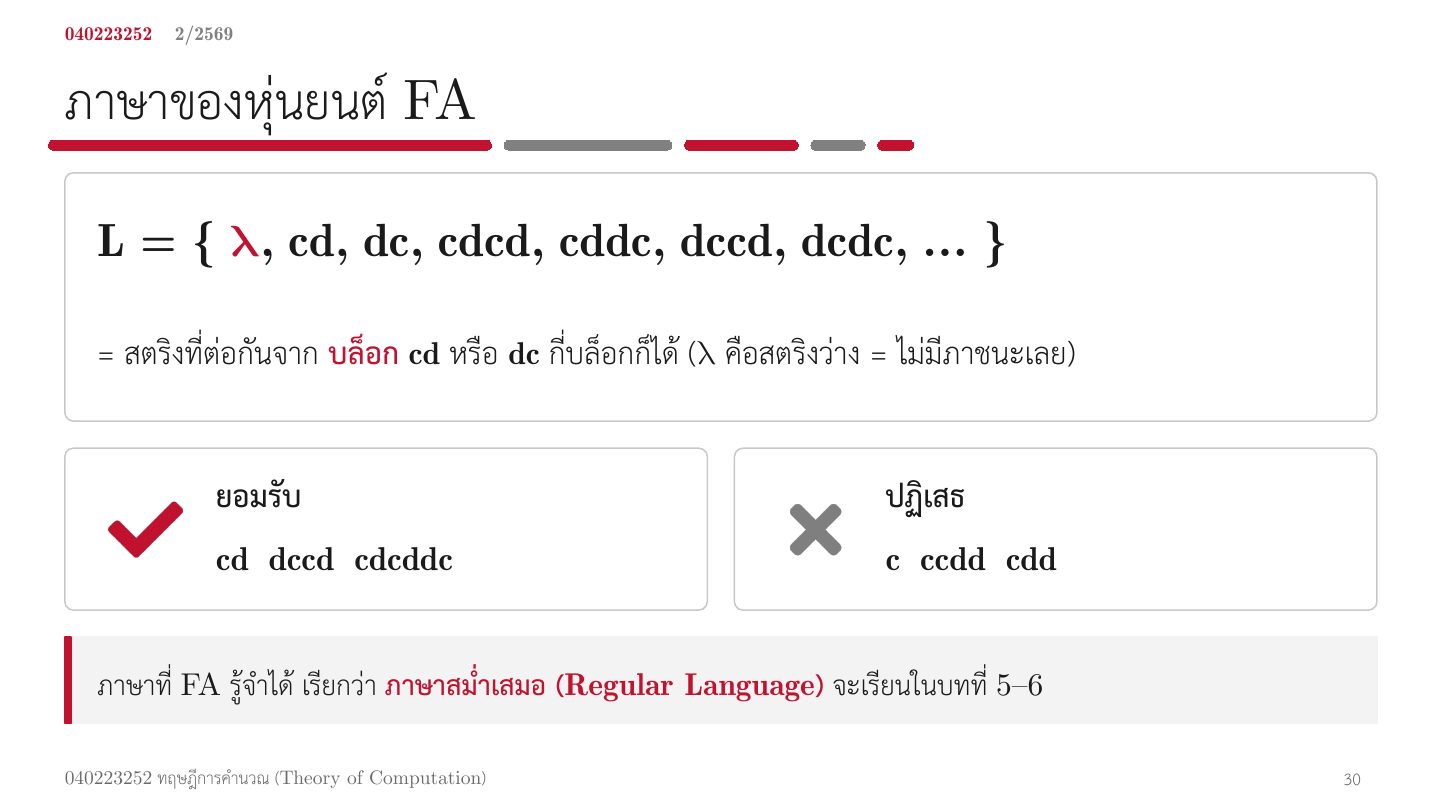 040223252 2/2569
ภาษาของหุ่นยนต์ FA
L = { λ, cd, dc, cdcd, cddc, dccd, dcdc, … }
= สตริงที่ต่อกันจาก บล็อก cd หรือ dc กี่บล็อกก็ได้ (λ คือสตริงว่าง = ไม่มีภาชนะเลย)
ยอมรับ
cd dccd cdcddc
ปฏิเสธ
c ccdd cdd
ภาษาที่ FA รู้จำได้ เรียกว่า ภาษาสม่ำเสมอ (Regular Language) จะเรียนในบทที่ 5–6
040223252 ทฤษฎีการคำนวณ (Theory of Computation)
30